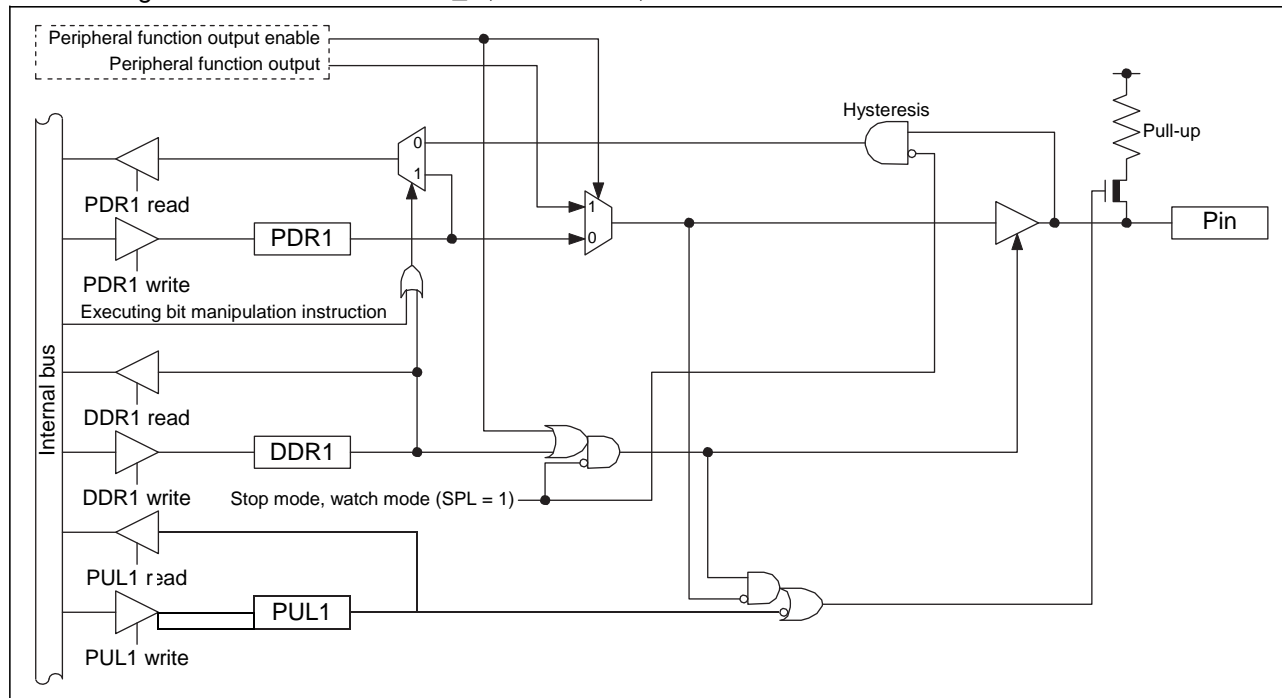 Peripheral function output enable
Peripheral function output
Hysteresis
Pull-up
0
1
PDR1 read
1
0
PDR1
Pin
PDR1 write
Executing bit manipulation instruction
Internal bus
DDR1 read
DDR1
DDR1 write
Stop mode, watch mode (SPL = 1)
PUL1 read
PUL1
PUL1 write